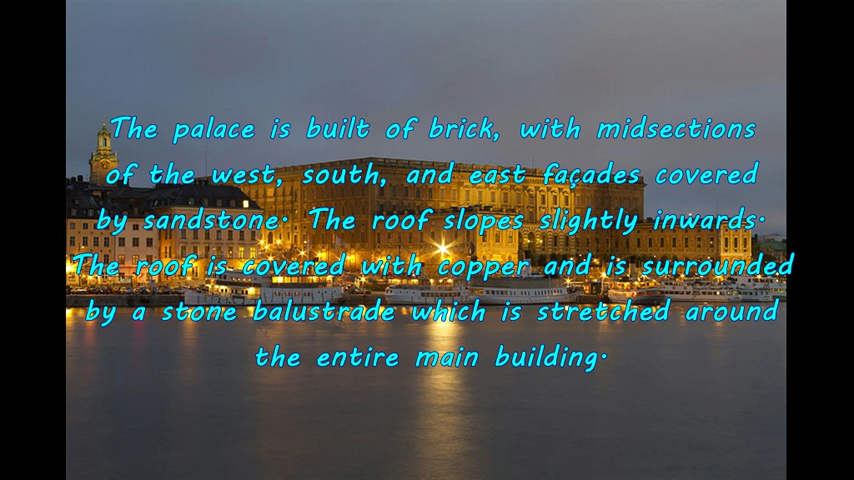 The palace is built of brick, with midsections
of the west, south, and east façades covered
by sandstone. The roof slopes slightly inwards.
The roof is covered with copper and is surrounded
by a stone balustrade which is stretched around
the entire main building.